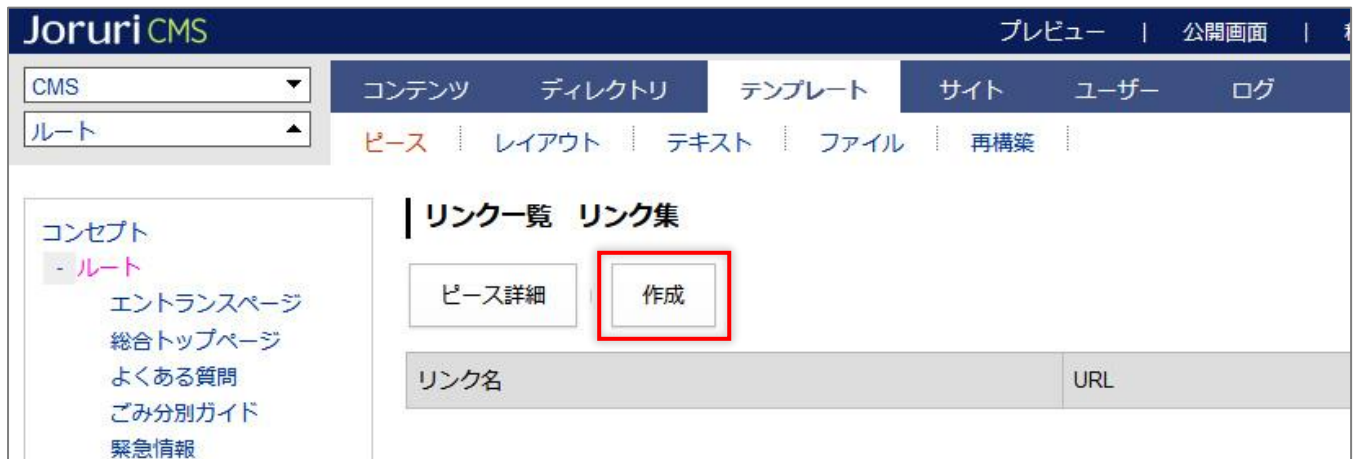 Joruri CMS
プレビュー | 公開画面 |
CMS
コンテンツ ディレクトリ テンプレート サイト ユーザー ログ
ルート
ピース レイアウト テキスト ファイル 再構築
リンク一覧 リンク集
コンセプト
- ルート
ピース詳細 作成
エントランスページ
総合トップページ
よくある質問
リンク名 URL
ごみ分別ガイド
緊急情報